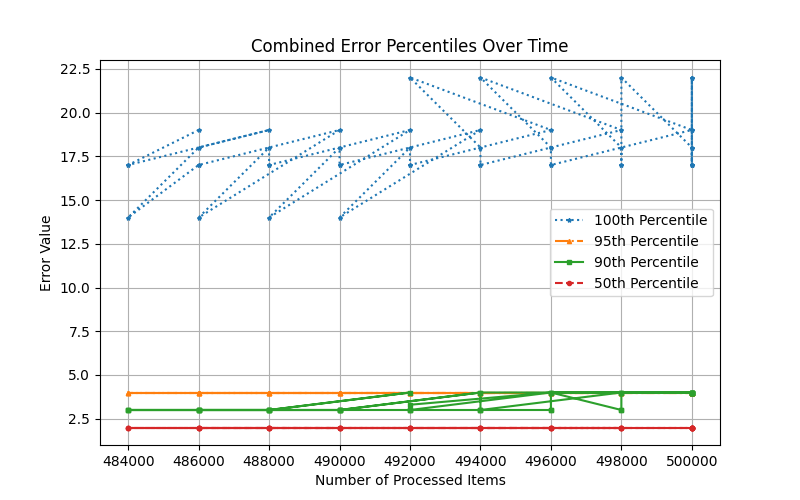 Combined Error Percentiles Over Time
Error Value
22.5
20.0
17.5
15.0
12.5
10.0
7.5
5.0
2.5
100th Percentile
95th Percentile
90th Percentile
50th Percentile
484000 486000 488000 490000 492000 494000 496000 498000 500000
Number of Processed Items